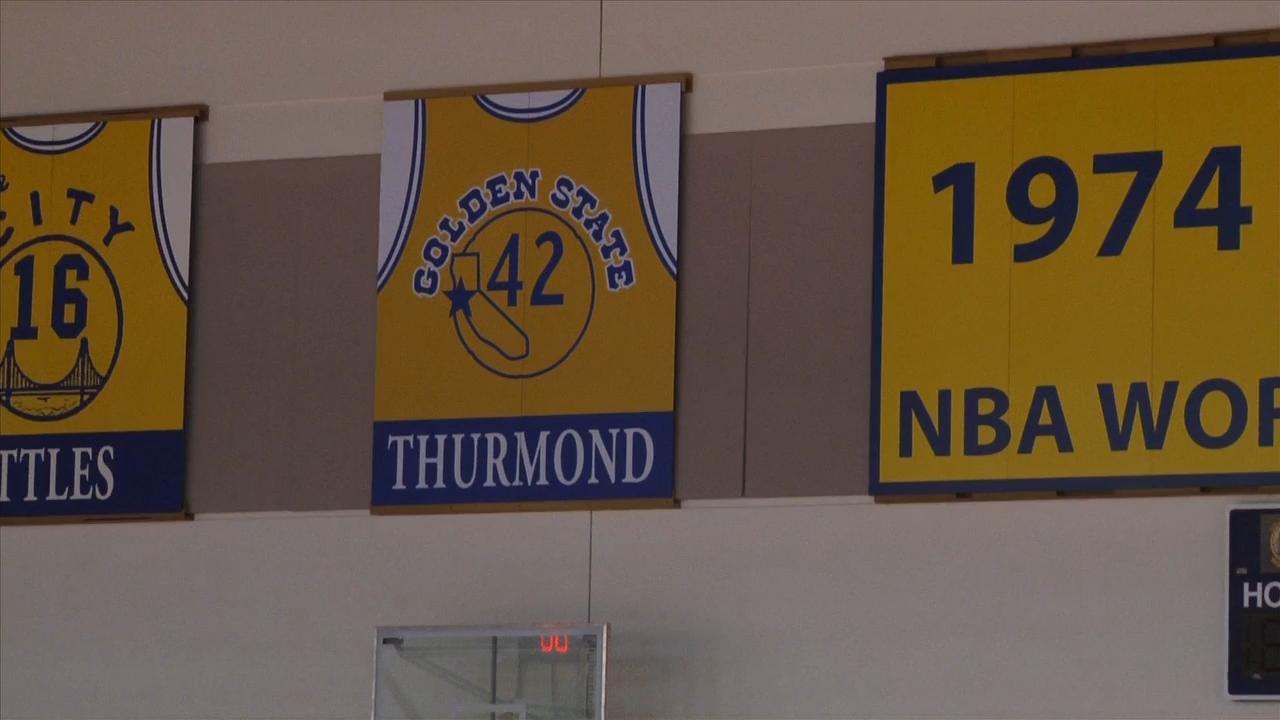 CITY
16
TTLES
GOLDEN STATE
42
THURMOND
1974
NBA WOR
00
HO